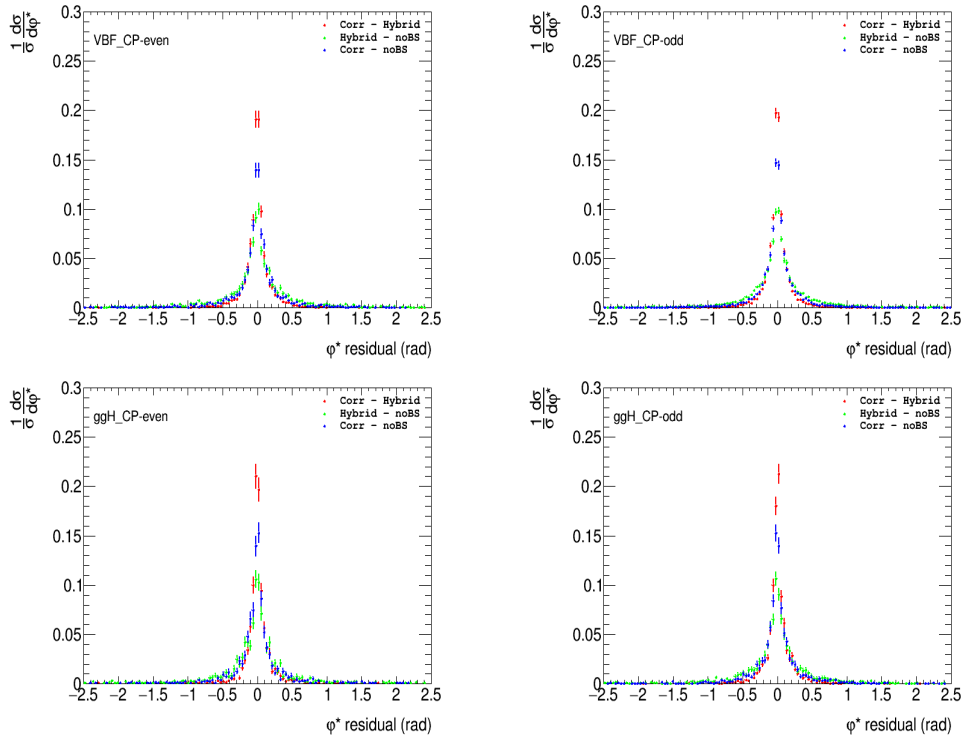 1/σ dσ/dφ*
0.3
VBF_CP-even
Corr - Hybrid
Hybrid - noBS
Corr - noBS
0.25
0.2
0.15
0.1
0.05
0
−2.5 −2 −1.5 −1 −0.5 0 0.5 1 1.5 2 2.5
φ* residual (rad)
1/σ dσ/dφ*
0.3
VBF_CP-odd
Corr - Hybrid
Hybrid - noBS
Corr - noBS
0.25
0.2
0.15
0.1
0.05
0
−2.5 −2 −1.5 −1 −0.5 0 0.5 1 1.5 2 2.5
φ* residual (rad)
1/σ dσ/dφ*
0.3
ggH_CP-even
Corr - Hybrid
Hybrid - noBS
Corr - noBS
0.25
0.2
0.15
0.1
0.05
0
−2.5 −2 −1.5 −1 −0.5 0 0.5 1 1.5 2 2.5
φ* residual (rad)
1/σ dσ/dφ*
0.3
ggH_CP-odd
Corr - Hybrid
Hybrid - noBS
Corr - noBS
0.25
0.2
0.15
0.1
0.05
0
−2.5 −2 −1.5 −1 −0.5 0 0.5 1 1.5 2 2.5
φ* residual (rad)